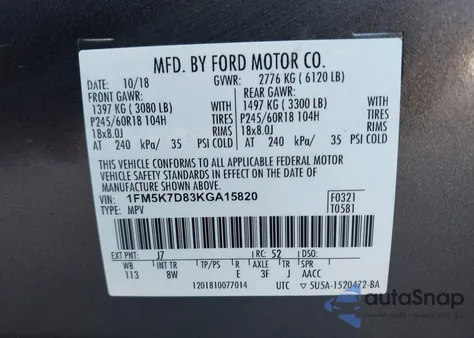 MFD. BY FORD MOTOR CO.
DATE: 10/18 GVWR: 2776 KG ( 6120 LB)
FRONT GAWR: REAR GAWR:
1397 KG ( 3080 LB) 1497 KG ( 3300 LB)
P245/60R18 104H WITH TIRES P245/60R18 104H
18x8.0J RIMS 18x8.0J
AT 240 kPa/ 35 PSI COLD AT 240 kPa/ 35 PSI COLD
THIS VEHICLE CONFORMS TO ALL APPLICABLE FEDERAL MOTOR
VEHICLE SAFETY STANDARDS IN EFFECT ON THE DATE OF
MANUFACTURE SHOWN ABOVE.
VIN: 1FM5K7D83KGA15820 F0321
TYPE: MPV T0581
EXT PNT: J7 RC: 52 DSO:
WB INT TR TP/PS R AXLE TR SPR
113 8W E 3F J AACC
1201810077014 UTC 5U5A-1520472-BA
autoSnap